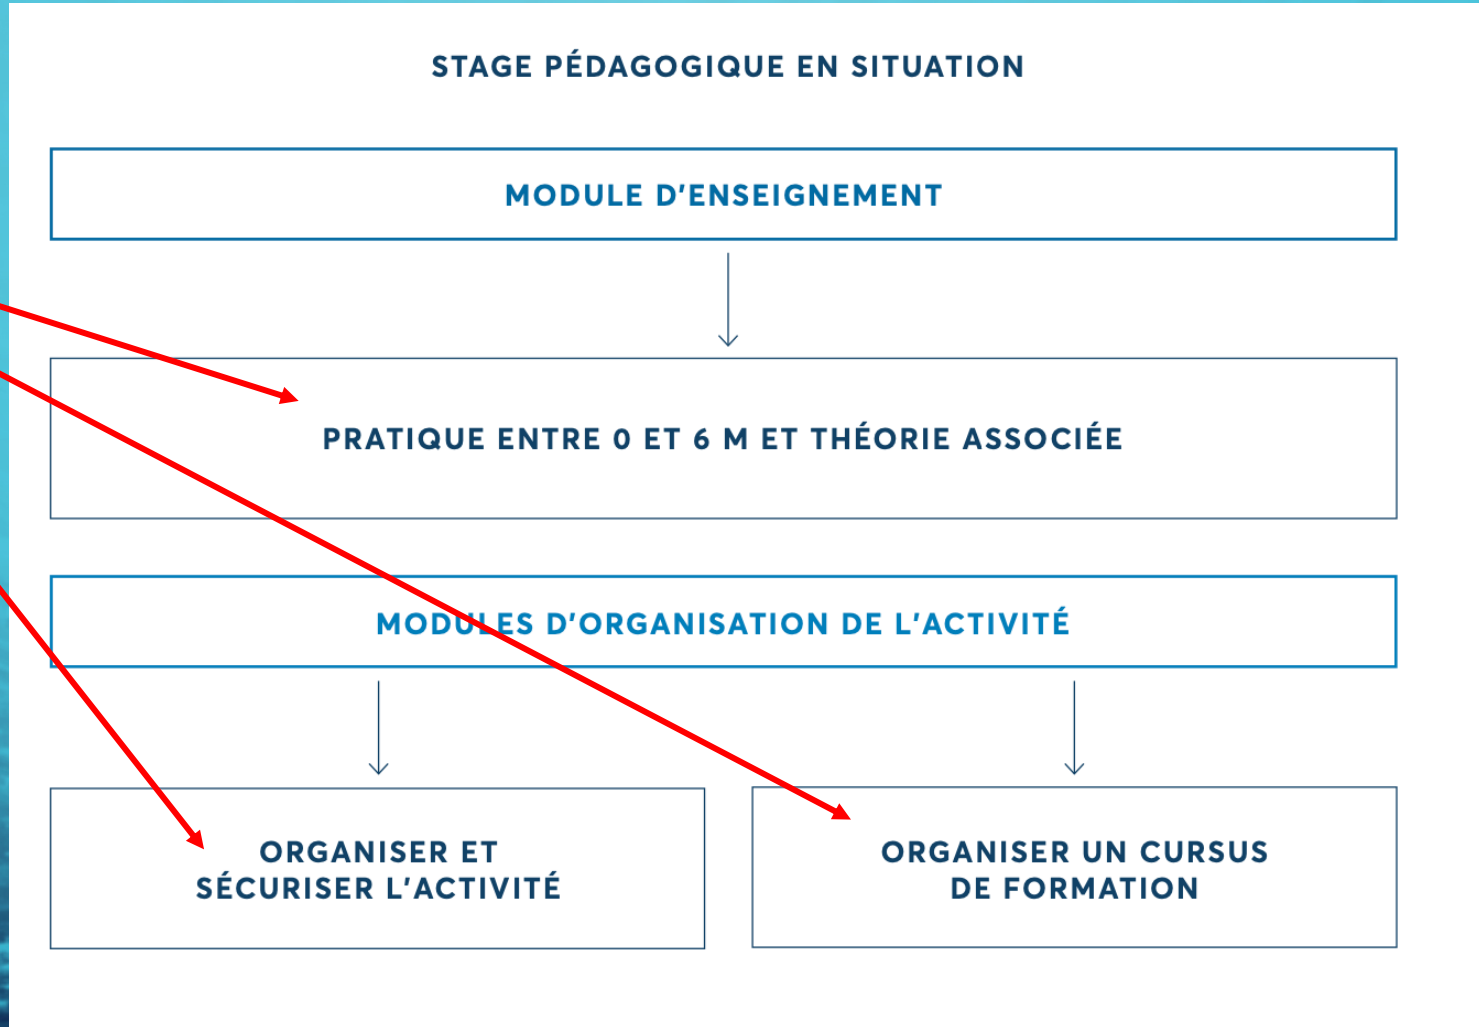 STAGE PÉDAGOGIQUE EN SITUATION
MODULE D'ENSEIGNEMENT
PRATIQUE ENTRE 0 ET 6 M ET THÉORIE ASSOCIÉE
MODULES D'ORGANISATION DE L'ACTIVITÉ
ORGANISER ET
SÉCURISER L'ACTIVITÉ
ORGANISER UN CURSUS
DE FORMATION